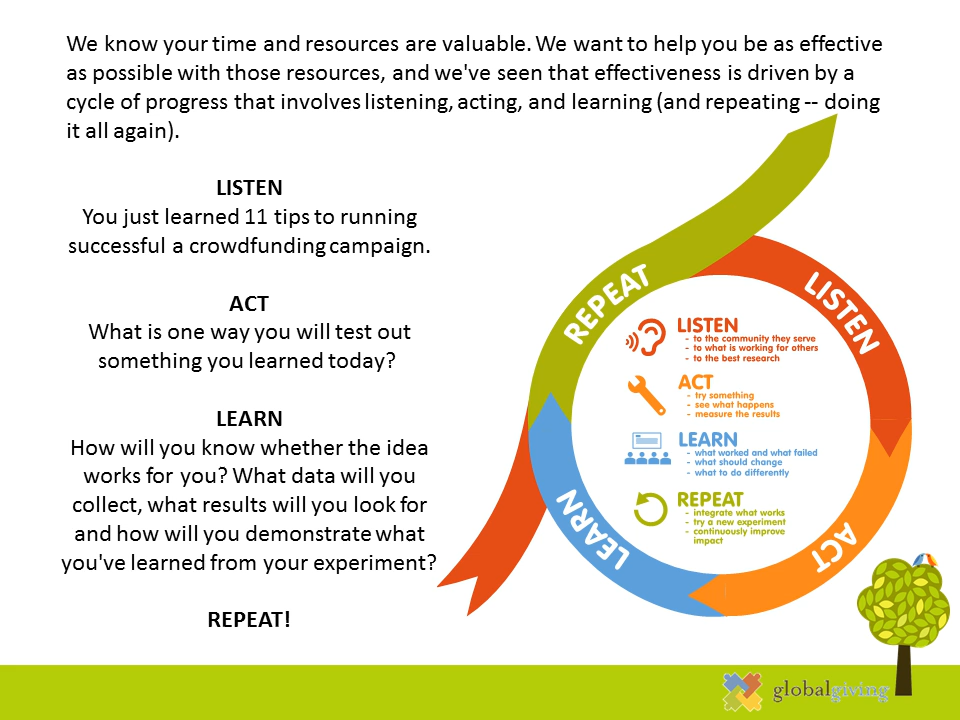 We know your time and resources are valuable. We want to help you be as effective
as possible with those resources, and we've seen that effectiveness is driven by a
cycle of progress that involves listening, acting, and learning (and repeating -- doing
it all again).
LISTEN
You just learned 11 tips to running
successful a crowdfunding campaign.
ACT
What is one way you will test out
something you learned today?
LEARN
How will you know whether the idea
works for you? What data will you
collect, what results will you look for
and how will you demonstrate what
you've learned from your experiment?
REPEAT!
REPEAT
LISTEN
ACT
LEARN
LISTEN
- to the community they serve
- to what is working for others
- to the best research
ACT
- try something
- see what happens
- measure the results
LEARN
- what worked and what failed
- what should change
- what to do differently
REPEAT
- integrate what works
- try a new experiment
- continuously improve
impact
globalgiving